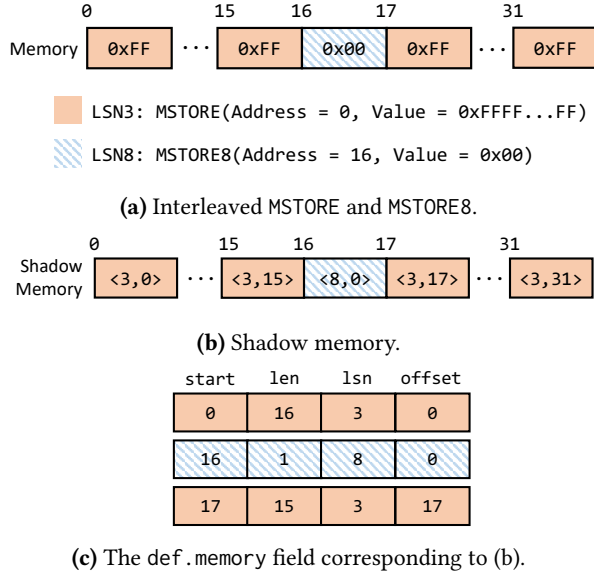 0 15 16 17 31
Memory 0xFF ... 0xFF 0x00 0xFF ... 0xFF
LSN3: MSTORE(Address = 0, Value = 0xFFFF...FF)
LSN8: MSTORE8(Address = 16, Value = 0x00)
(a) Interleaved MSTORE and MSTORE8.
0 15 16 17 31
Shadow
Memory <3,0> ... <3,15> <8,0> <3,17> ... <3,31>
(b) Shadow memory.
start len lsn offset
0 16 3 0
16 1 8 0
17 15 3 17
(c) The def.memory field corresponding to (b).